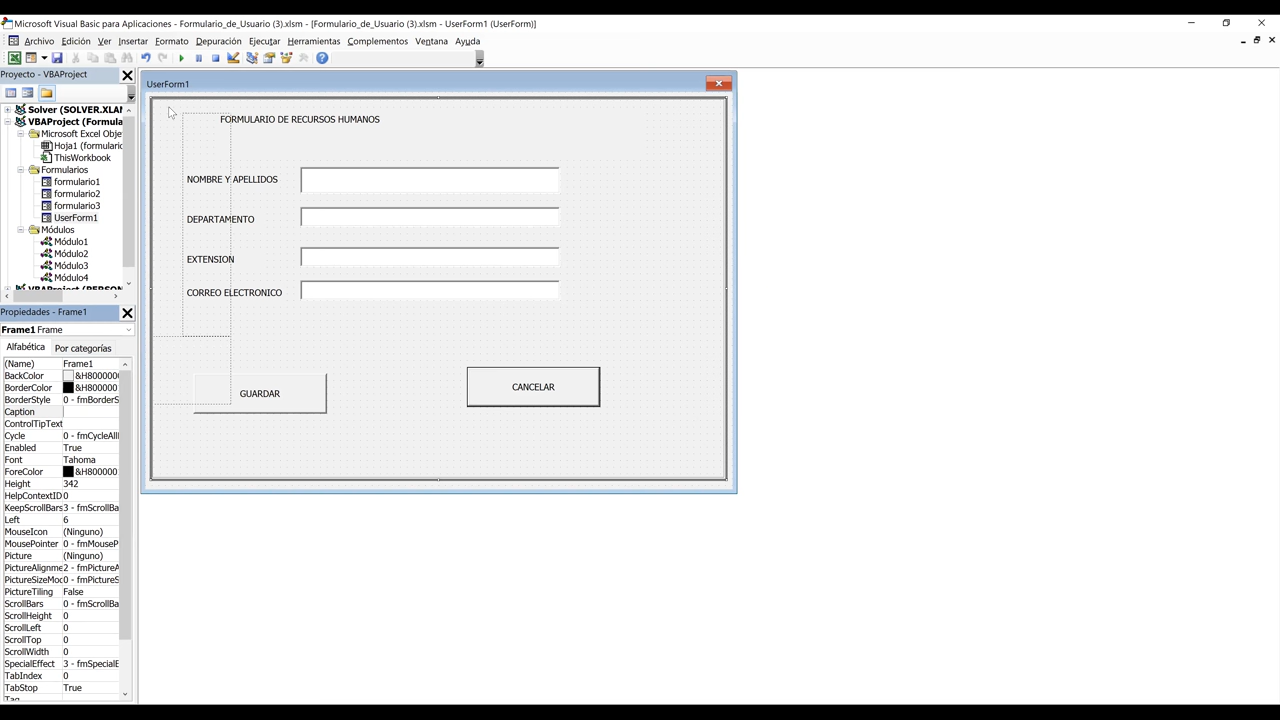 Microsoft Visual Basic para Aplicaciones - Formulario_de_Usuario (3).xlsm - [Formulario_de_Usuario (3).xlsm - UserForm1 (UserForm)]
Archivo Edición Ver Insertar Formato Depuración Ejecutar Herramientas Complementos Ventana Ayuda
Proyecto - VBAProject
Solver (SOLVER.XLAM
VBAProject (Formula
Microsoft Excel Obje
Hoja1 (formulario
ThisWorkbook
Formularios
formulario1
formulario2
formulario3
UserForm1
Módulos
Módulo1
Módulo2
Módulo3
Módulo4
Propiedades - Frame1
Frame1 Frame
Alfabética Por categorías
(Name) Frame1
BackColor &H8000000
BorderColor &H8000001
BorderStyle 0 - fmBorderS
Caption
ControlTipText
Cycle 0 - fmCycleAll
Enabled True
Font Tahoma
ForeColor &H8000001
Height 342
HelpContextID 0
KeepScrollBars 3 - fmScrollBa
Left 6
MouseIcon (Ninguno)
MousePointer 0 - fmMouseP
Picture (Ninguno)
PictureAlignme 2 - fmPictureA
PictureSizeMod 0 - fmPictureS
PictureTiling False
ScrollBars 0 - fmScrollBa
ScrollHeight 0
ScrollLeft 0
ScrollTop 0
ScrollWidth 0
SpecialEffect 3 - fmSpecialE
TabIndex 0
TabStop True
UserForm1
FORMULARIO DE RECURSOS HUMANOS
NOMBRE Y APELLIDOS
DEPARTAMENTO
EXTENSION
CORREO ELECTRONICO
GUARDAR
CANCELAR